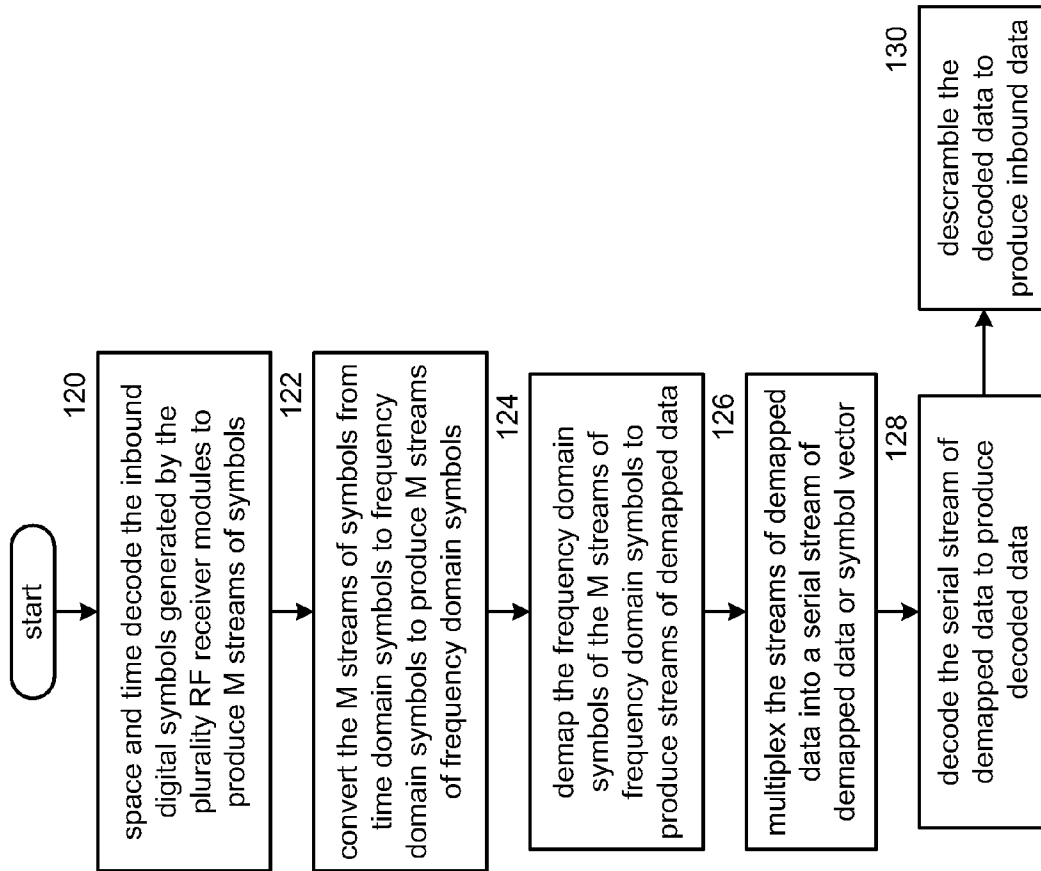 start
120
space and time decode the inbound
digital symbols generated by the
plurality RF receiver modules to
produce M streams of symbols
122
convert the M streams of symbols from
time domain symbols to frequency
domain symbols to produce M streams
of frequency domain symbols
124
demap the frequency domain
symbols of the M streams of
frequency domain symbols to
produce streams of demapped data
126
multiplex the streams of demapped
data into a serial stream of
demapped data or symbol vector
128
decode the serial stream of
demapped data to produce
decoded data
130
descramble the
decoded data to
produce inbound data